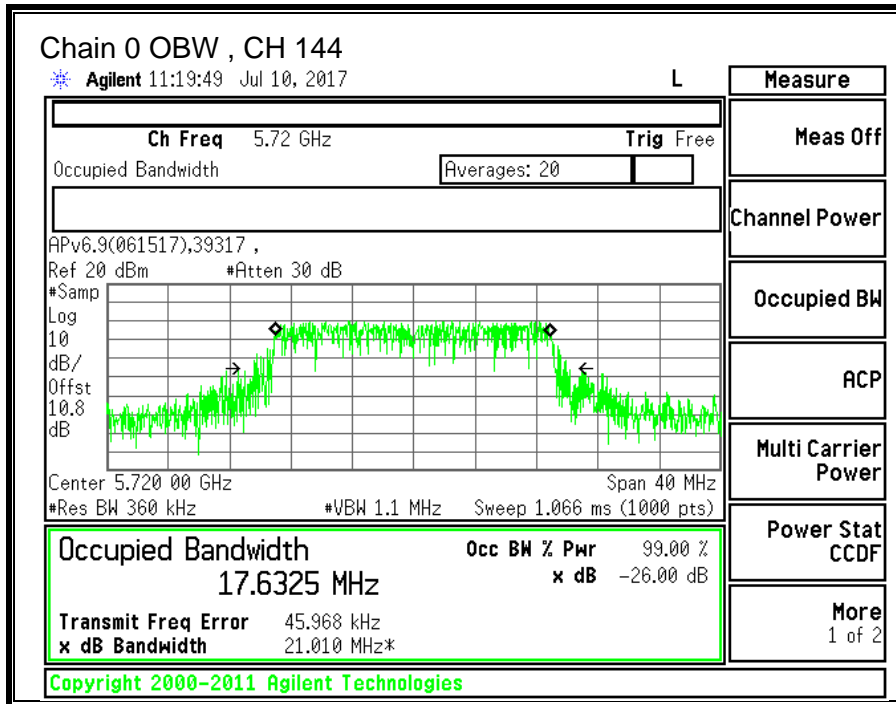 Chain 0 OBW , CH 144
Agilent 11:19:49 Jul 10, 2017 L Measure
Ch Freq 5.72 GHz Trig Free
Meas Off
Occupied Bandwidth Averages: 20
Channel Power
APv6.9(061517),39317 ,
Ref 20 dBm #Atten 30 dB
#Samp
Log
10
dB/
Offst
10.8
dB
Occupied BW
ACP
Multi Carrier
Power
Center 5.720 00 GHz Span 40 MHz
#Res BW 360 kHz #VBW 1.1 MHz Sweep 1.066 ms (1000 pts)
Power Stat
CCDF
Occupied Bandwidth Occ BW % Pwr 99.00 %
17.6325 MHz x dB -26.00 dB
Transmit Freq Error 45.968 kHz
x dB Bandwidth 21.010 MHz*
More
1 of 2
Copyright 2000-2011 Agilent Technologies